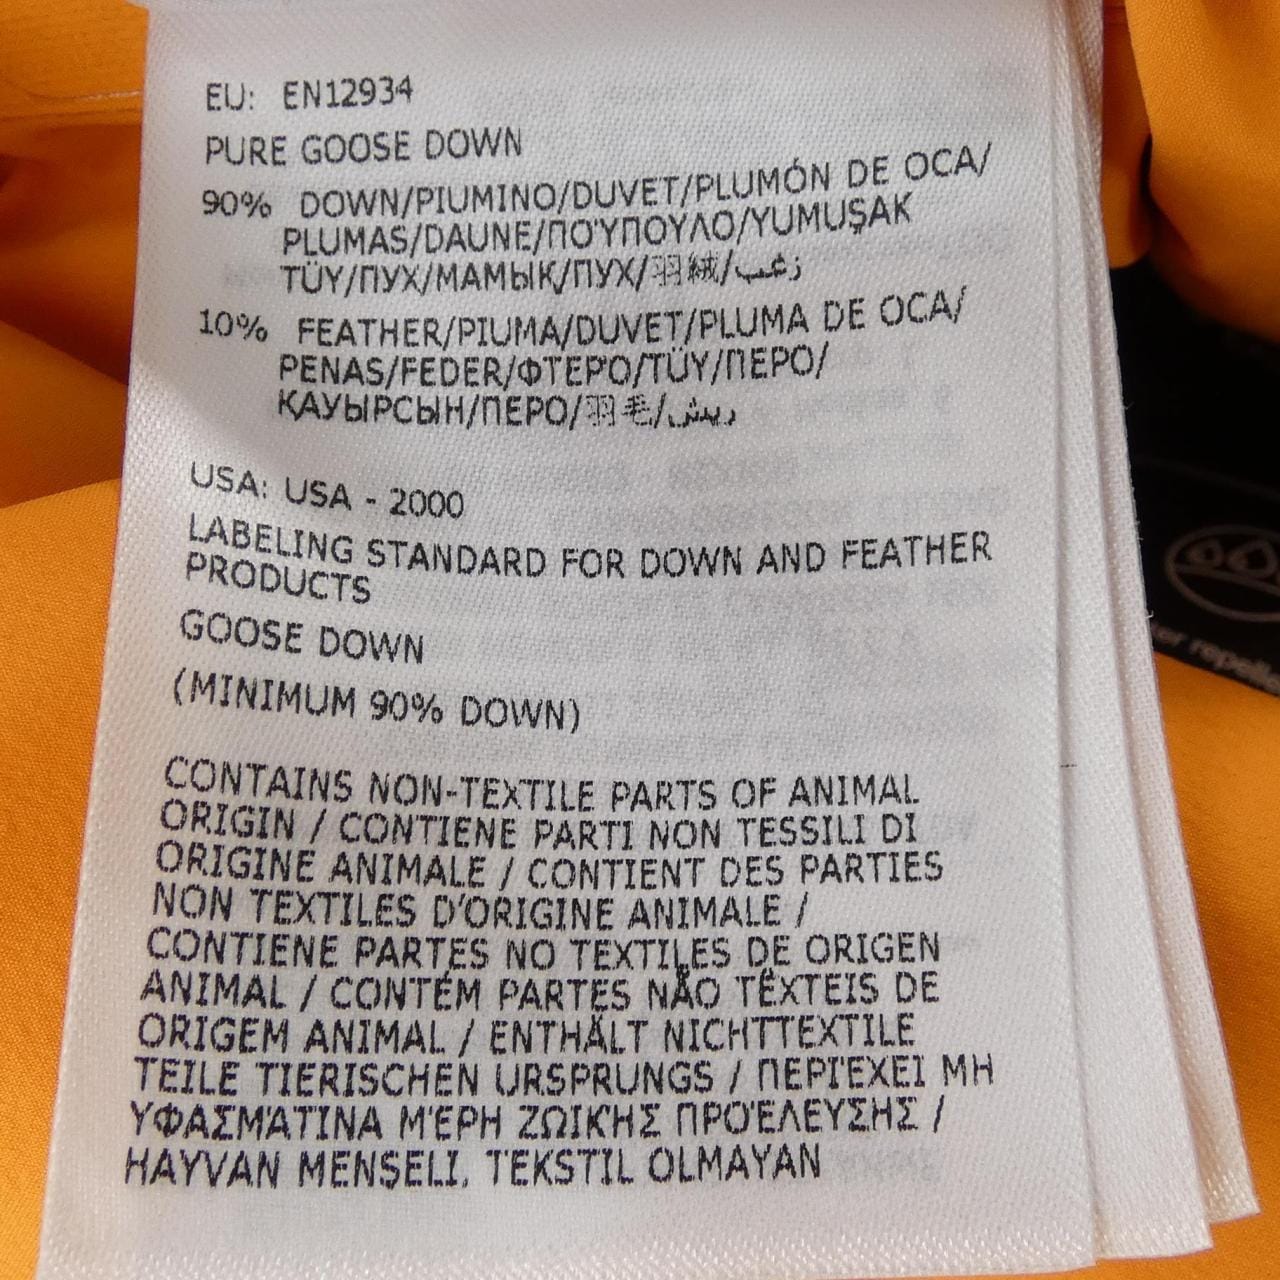 EU: EN12934
PURE GOOSE DOWN
90% DOWN/PIUMINO/DUVET/PLUMÓN DE OCA/
PLUMAS/DAUNE/ΠΟΎΠΟΥΛΟ/YUMUŞAK
TÜY/ПУХ/МАМЫҚ/ПУХ/羽絨/زغب
10% FEATHER/PIUMA/DUVET/PLUMA DE OCA/
PENAS/FEDER/ΦΤΕΡΌ/TÜY/ПЕРО/
ҚАУЫРСЫН/ПЕРО/羽毛/ريش
USA: USA - 2000
LABELING STANDARD FOR DOWN AND FEATHER
PRODUCTS
GOOSE DOWN
(MINIMUM 90% DOWN)
CONTAINS NON-TEXTILE PARTS OF ANIMAL
ORIGIN / CONTIENE PARTI NON TESSILI DI
ORIGINE ANIMALE / CONTIENT DES PARTIES
NON TEXTILES D'ORIGINE ANIMALE /
CONTIENE PARTES NO TEXTILES DE ORIGEN
ANIMAL / CONTÉM PARTES NÃO TÊXTEIS DE
ORIGEM ANIMAL / ENTHÄLT NICHTTEXTILE
TEILE TIERISCHEN URSPRUNGS / ΠΕΡΙΈΧΕΙ ΜΗ
ΥΦΑΣΜΆΤΙΝΑ ΜΈΡΗ ΖΩΙΚΉΣ ΠΡΟΈΛΕΥΣΗΣ /
HAYVAN MENŞELI, TEKSTIL OLMAYAN